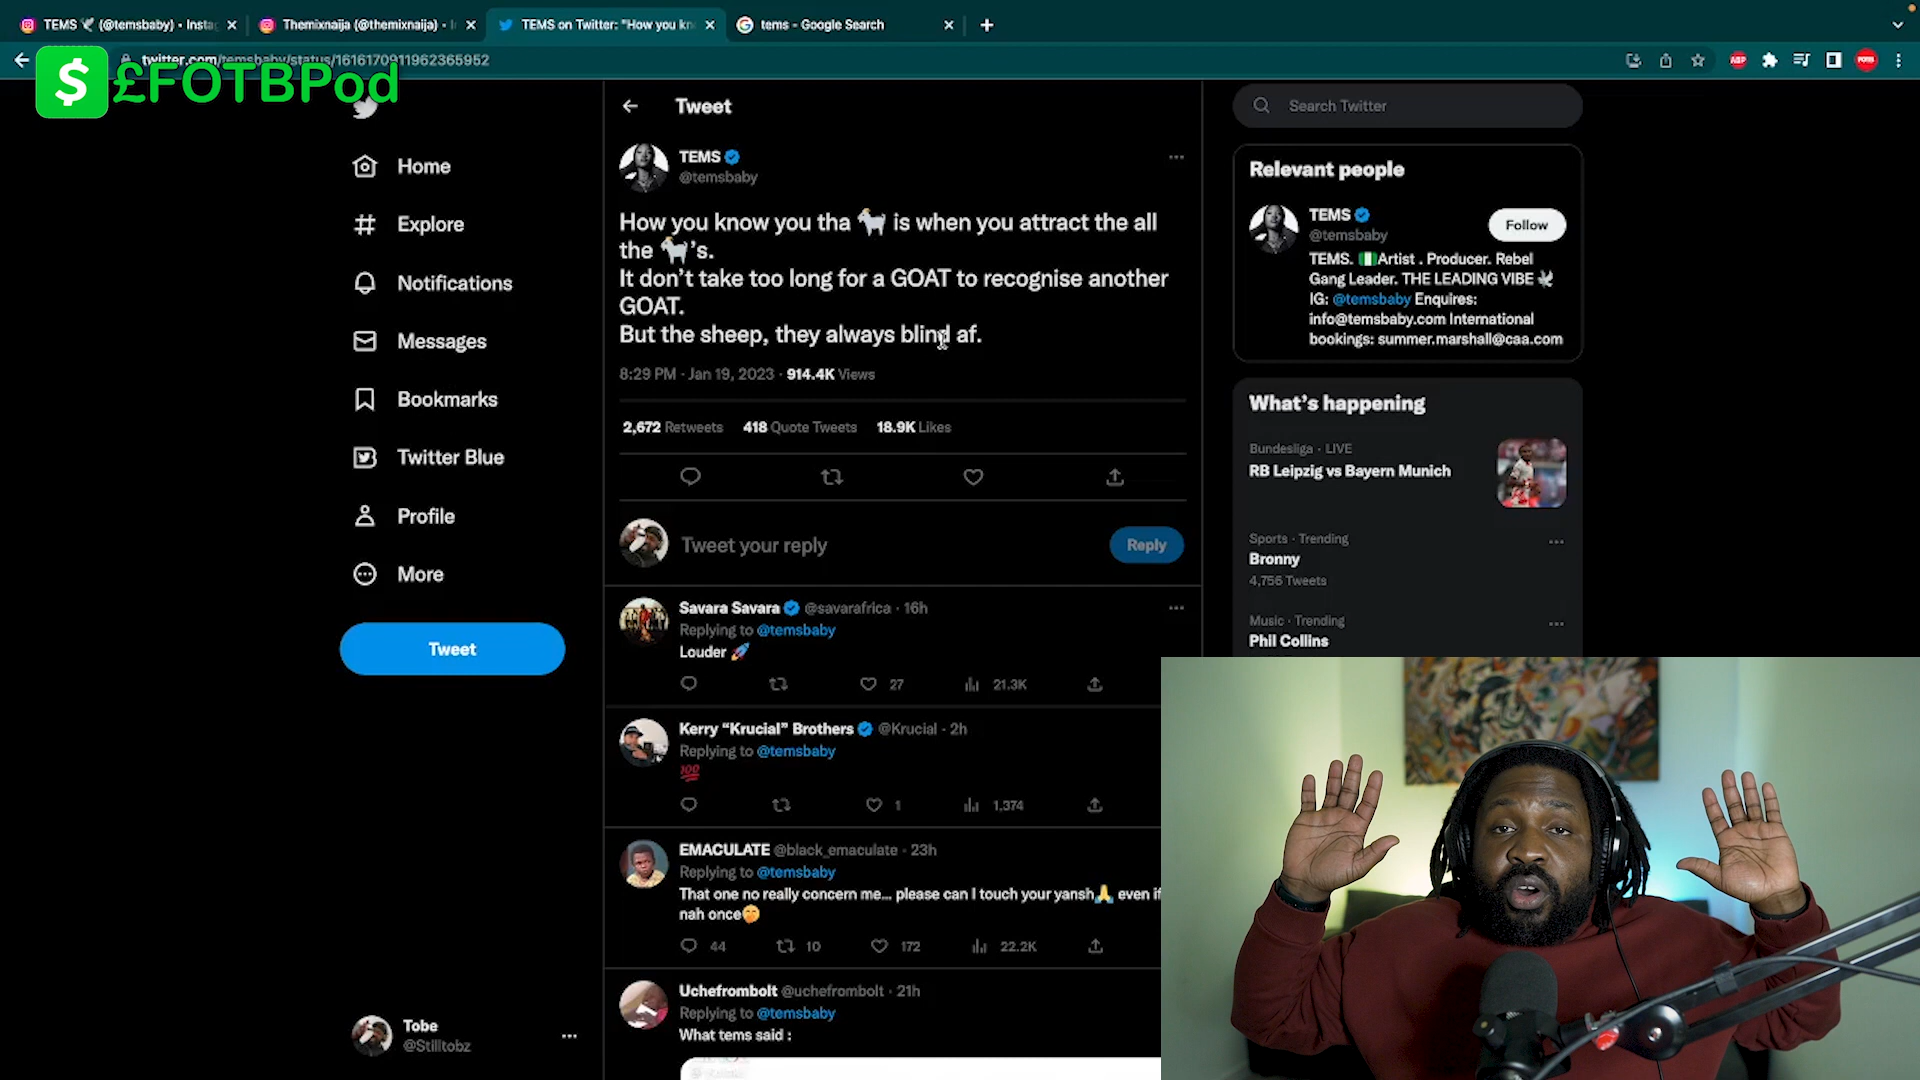 TEMS 🕊 (@temsbaby) • Insta
Themixnaija (@themixnaija) • I
TEMS on Twitter: "How you kn
tems - Google Search
twitter.com/temsbaby/status/1616170911962365952
ABP
$ £FOTBPod
Home
Explore
Notifications
Messages
Bookmarks
Twitter Blue
Profile
More
Tweet
Tobe
@Stilltobz
Tweet
TEMS
@temsbaby
How you know you tha 🐐 is when you attract the all
the 🐐's.
It don't take too long for a GOAT to recognise another
GOAT.
But the sheep, they always blind af.
8:29 PM · Jan 19, 2023 · 914.4K Views
2,672 Retweets 418 Quote Tweets 18.9K Likes
Tweet your reply
Reply
Savara Savara @savarafrica · 16h
Replying to @temsbaby
Louder 🚀
27 21.3K
Kerry “Krucial” Brothers @Krucial · 2h
Replying to @temsbaby
💯
1 1,374
EMACULATE @black_emaculate · 23h
Replying to @temsbaby
That one no really concern me... please can I touch your yansh🙏 even if
nah once🤭
44 10 172 22.2K
Uchefrombolt @uchefrombolt · 21h
Replying to @temsbaby
What tems said :
Search Twitter
Relevant people
TEMS
@temsbaby
Follow
TEMS. 🇳🇬Artist . Producer. Rebel
Gang Leader. THE LEADING VIBE 🕊
IG: @temsbaby Enquires:
info@temsbaby.com International
bookings: summer.marshall@caa.com
What's happening
Bundesliga · LIVE
RB Leipzig vs Bayern Munich
Sports · Trending
Bronny
4,756 Tweets
Music · Trending
Phil Collins